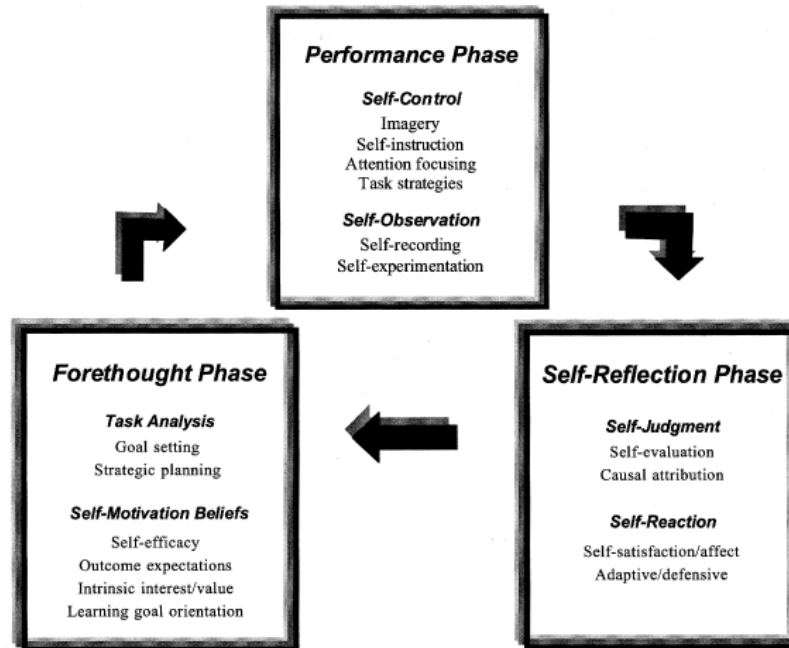 Performance Phase
Self-Control
Imagery
Self-instruction
Attention focusing
Task strategies
Self-Observation
Self-recording
Self-experimentation
Forethought Phase
Task Analysis
Goal setting
Strategic planning
Self-Motivation Beliefs
Self-efficacy
Outcome expectations
Intrinsic interest/value
Learning goal orientation
Self-Reflection Phase
Self-Judgment
Self-evaluation
Causal attribution
Self-Reaction
Self-satisfaction/affect
Adaptive/defensive